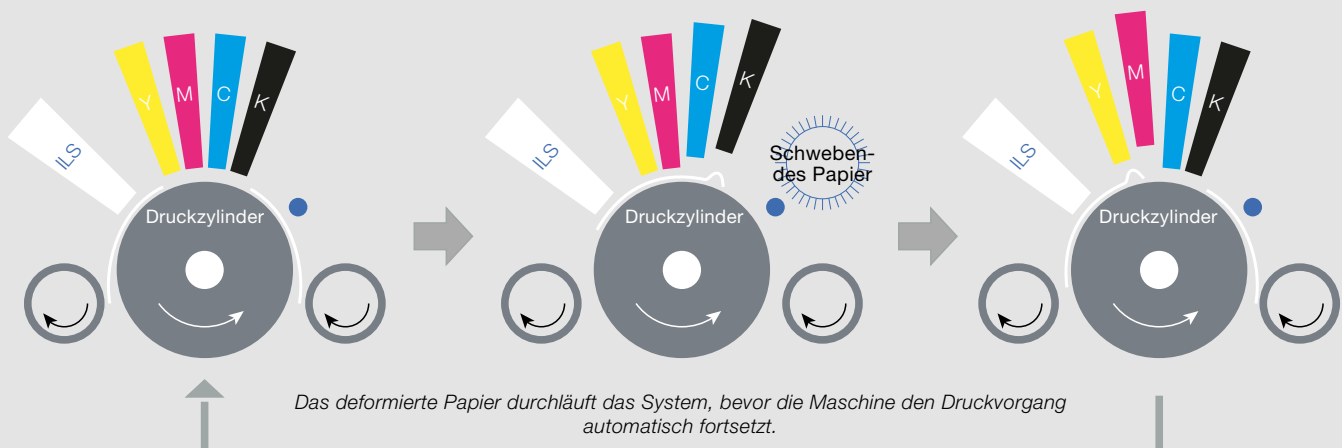 Y M C K
ILS
Druckzylinder
Y M C K
ILS
Schweben-
des Papier
Druckzylinder
Y M C K
ILS
Druckzylinder
Das deformierte Papier durchläuft das System, bevor die Maschine den Druckvorgang
automatisch fortsetzt.